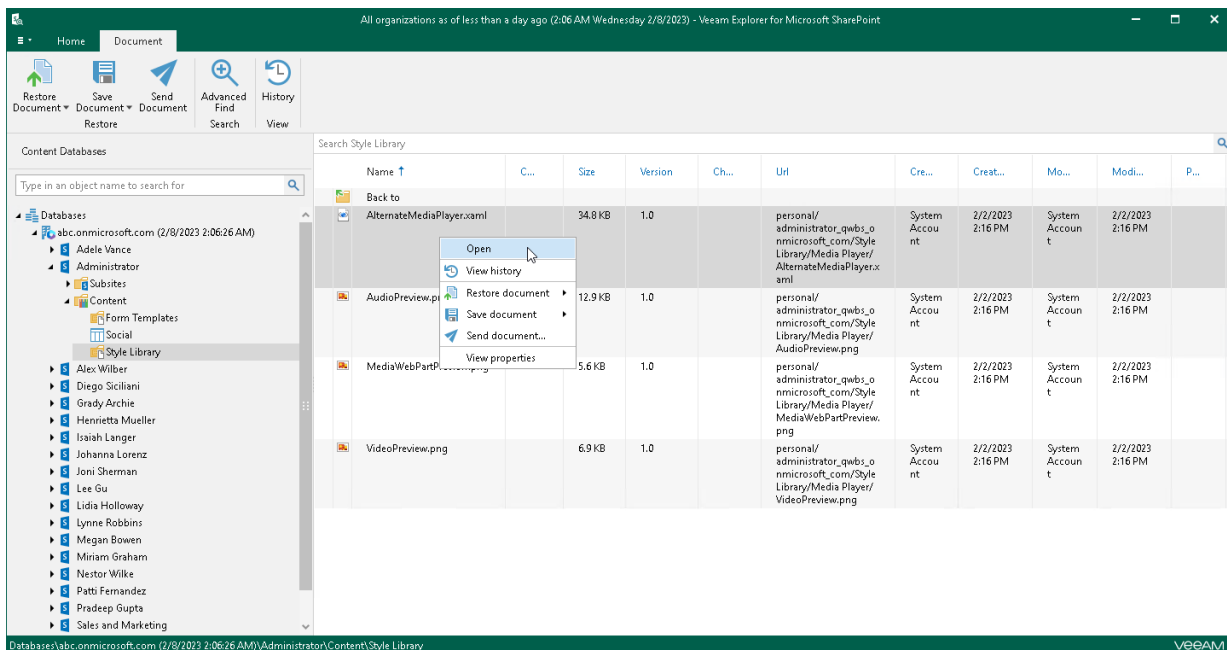 All organizations as of less than a day ago (2:06 AM Wednesday 2/8/2023) - Veeam Explorer for Microsoft SharePoint
Home Document
Restore Document
Save Document
Send Document
Advanced Find
History
Restore Search View
Content Databases
Search Style Library
Type in an object name to search for
Name C... Size Version Ch... Url Cre... Creat... Mo... Modi... P...
Back to
Databases
abc.onmicrosoft.com (2/8/2023 2:06:26 AM)
Adele Vance
Administrator
Subsites
Content
Form Templates
Social
Style Library
Alex Wilber
Diego Siciliani
Grady Archie
Henrietta Mueller
Isaiah Langer
Johanna Lorenz
Joni Sherman
Lee Gu
Lidia Holloway
Lynne Robbins
Megan Bowen
Miriam Graham
Nestor Wilke
Patti Fernandez
Pradeep Gupta
Sales and Marketing
AlternateMediaPlayer.xaml 34.8 KB 1.0
personal/
administrator_qwbs_o
nmicrosoft_com/Style
Library/Media Player/
AlternateMediaPlayer.x
aml
System
Accou
nt
2/2/2023
2:16 PM
System
Accoun
t
2/2/2023
2:16 PM
Open
View history
Restore document
Save document
Send document...
View properties
12.9 KB 1.0
personal/
administrator_qwbs_o
nmicrosoft_com/Style
Library/Media Player/
AudioPreview.png
System
Accou
nt
2/2/2023
2:16 PM
System
Accoun
t
2/2/2023
2:16 PM
5.6 KB 1.0
personal/
administrator_qwbs_o
nmicrosoft_com/Style
Library/Media Player/
MediaWebPartPreview.
png
System
Accou
nt
2/2/2023
2:16 PM
System
Accoun
t
2/2/2023
2:16 PM
VideoPreview.png 6.9 KB 1.0
personal/
administrator_qwbs_o
nmicrosoft_com/Style
Library/Media Player/
VideoPreview.png
System
Accou
nt
2/2/2023
2:16 PM
System
Accoun
t
2/2/2023
2:16 PM
Databases\abc.onmicrosoft.com (2/8/2023 2:06:26 AM)\Administrator\Content\Style Library
VEEAM